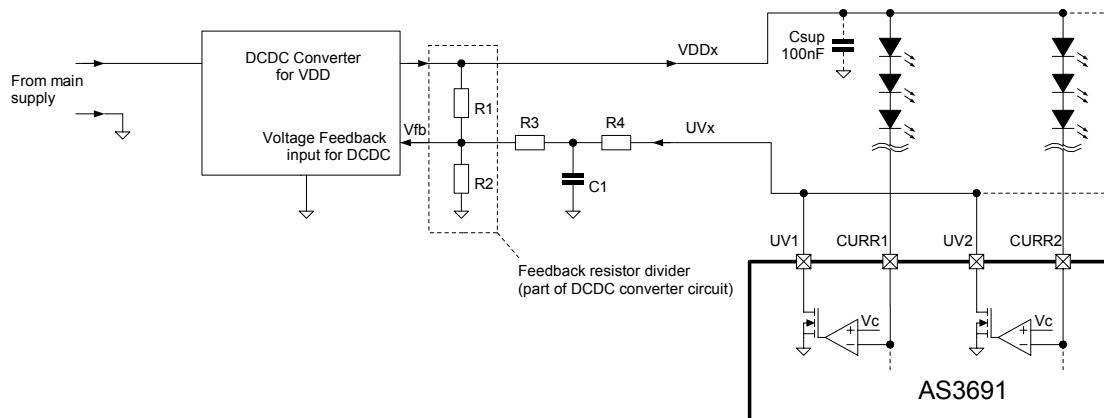 Csup
100nF
DCDC Converter
for VDD
VDDx
From main
supply
R1
Voltage Feedback
input for DCDC
Vfb
R3
R4
UVx
R2
C1
UV1
CURR1
UV2
CURR2
Feedback resistor divider
(part of DCDC converter circuit)
Vc
Vc
AS3691